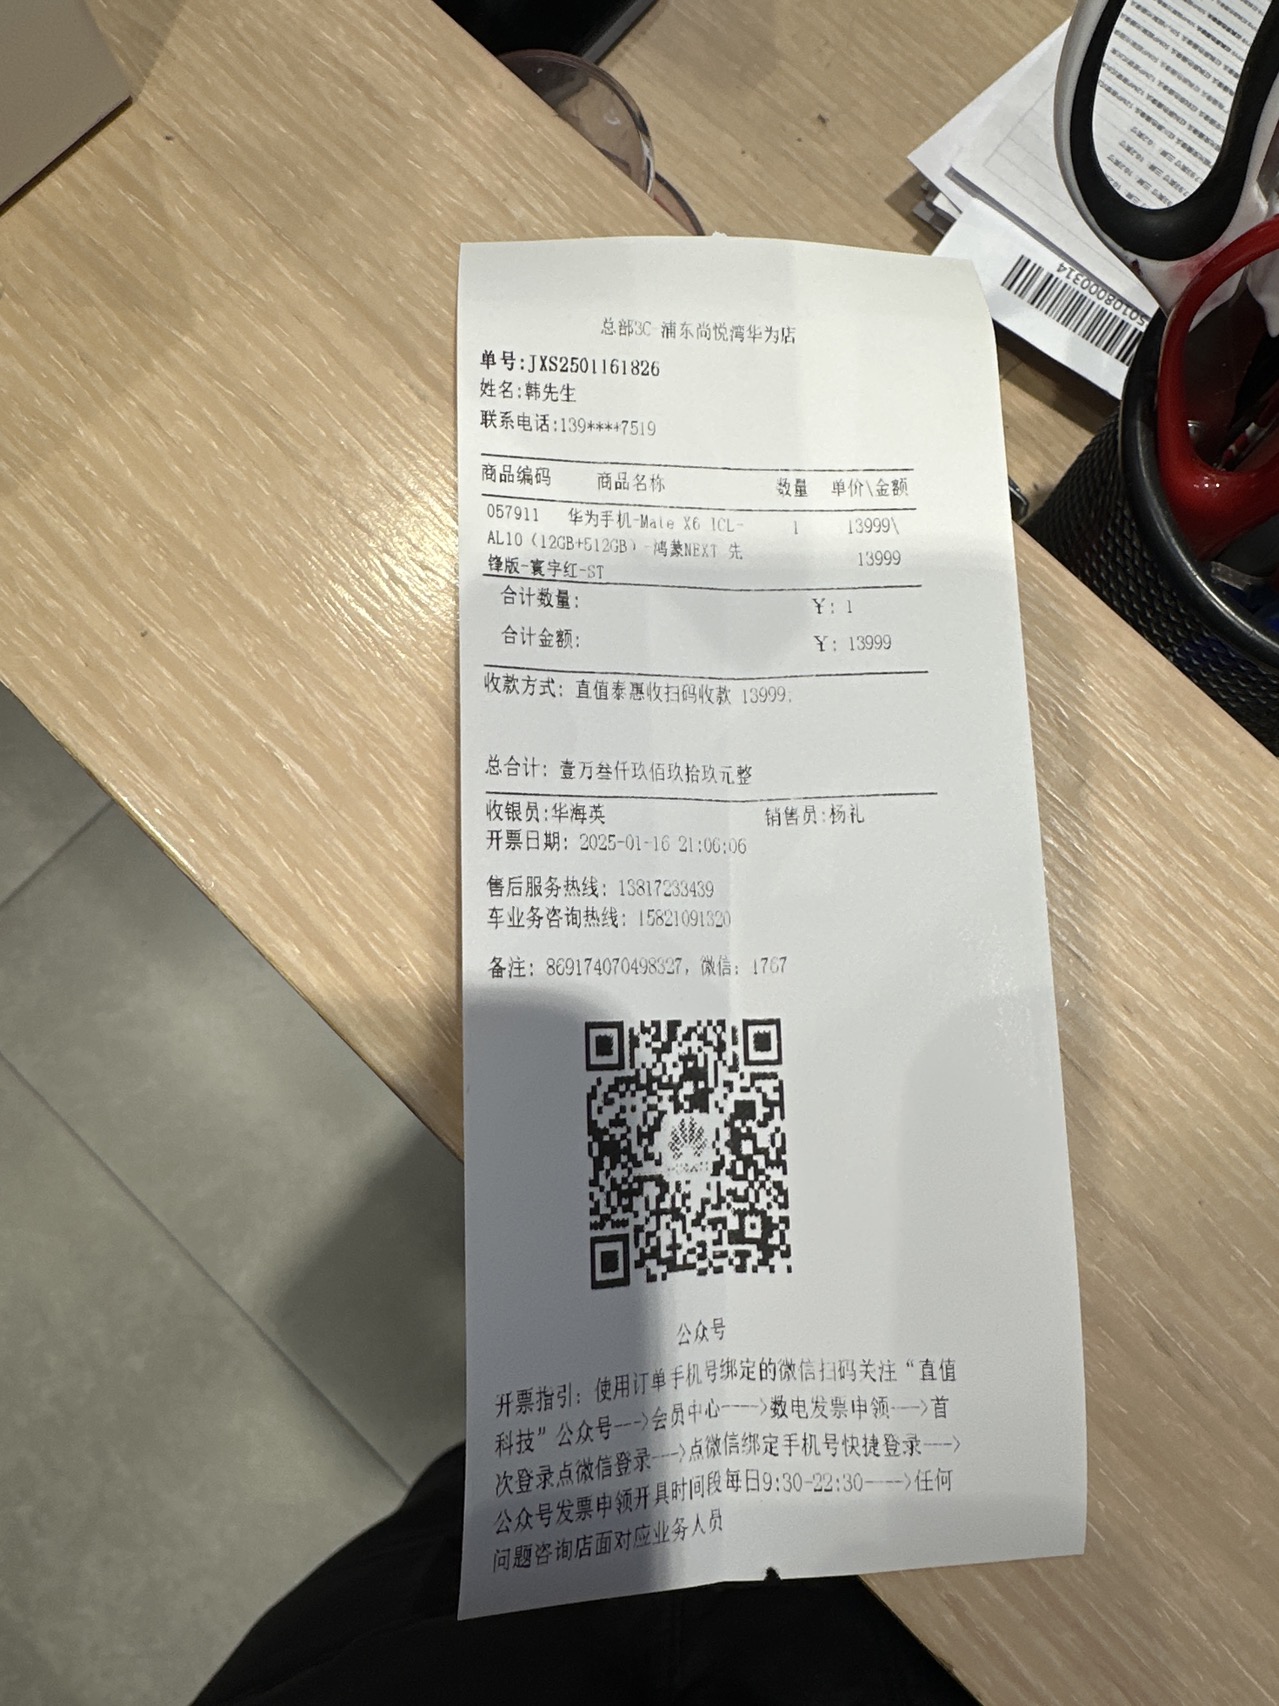 总部3C-浦东尚悦湾华为店
单号:JXS2501161826
姓名:韩先生
联系电话:139****7519
商品编码 商品名称 数量 单价\金额
057911 华为手机-Mate X6 ICL- 1 13999\
AL10（12GB+512GB）-鸿蒙NEXT 先 13999
锋版-寰宇红-ST
合计数量: ￥: 1
合计金额: ￥: 13999
收款方式: 直值泰惠收扫码收款 13999;
总合计: 壹万叁仟玖佰玖拾玖元整
收银员:华海英 销售员:杨礼
开票日期: 2025-01-16 21:06:06
售后服务热线: 13817233439
车业务咨询热线: 15821091320
备注: 869174070498327, 微信: 1767
公众号
开票指引: 使用订单手机号绑定的微信扫码关注“直值
科技”公众号--->会员中心---->数电发票申领--->首
次登录点微信登录--->点微信绑定手机号快捷登录--->
公众号发票申领开具时间段每日9:30-22:30---->任何
问题咨询店面对应业务人员
S0108000314